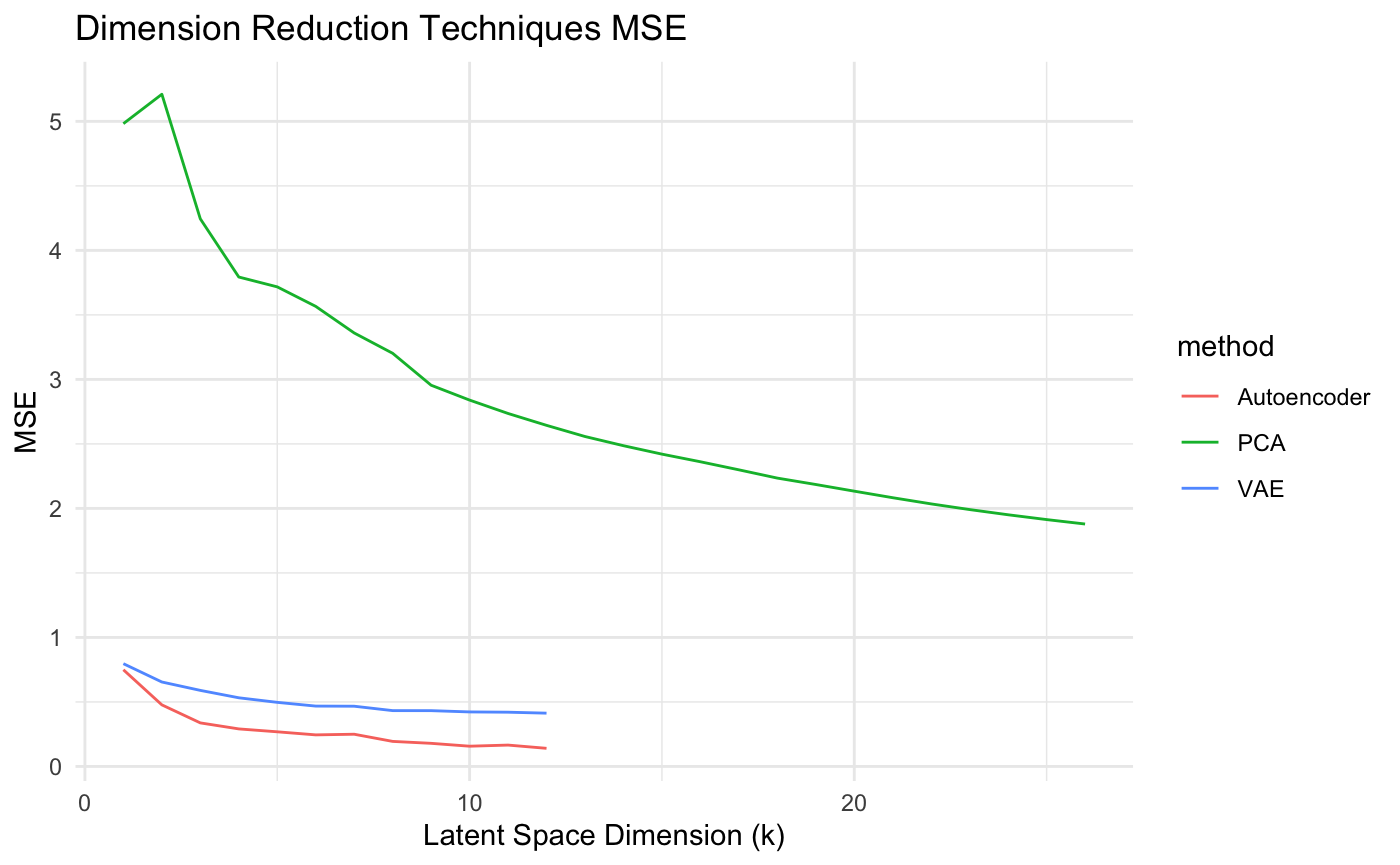 Dimension Reduction Techniques MSE
5
4
3
2
1
0
MSE
0 10 20
Latent Space Dimension (k)
method
Autoencoder
PCA
VAE